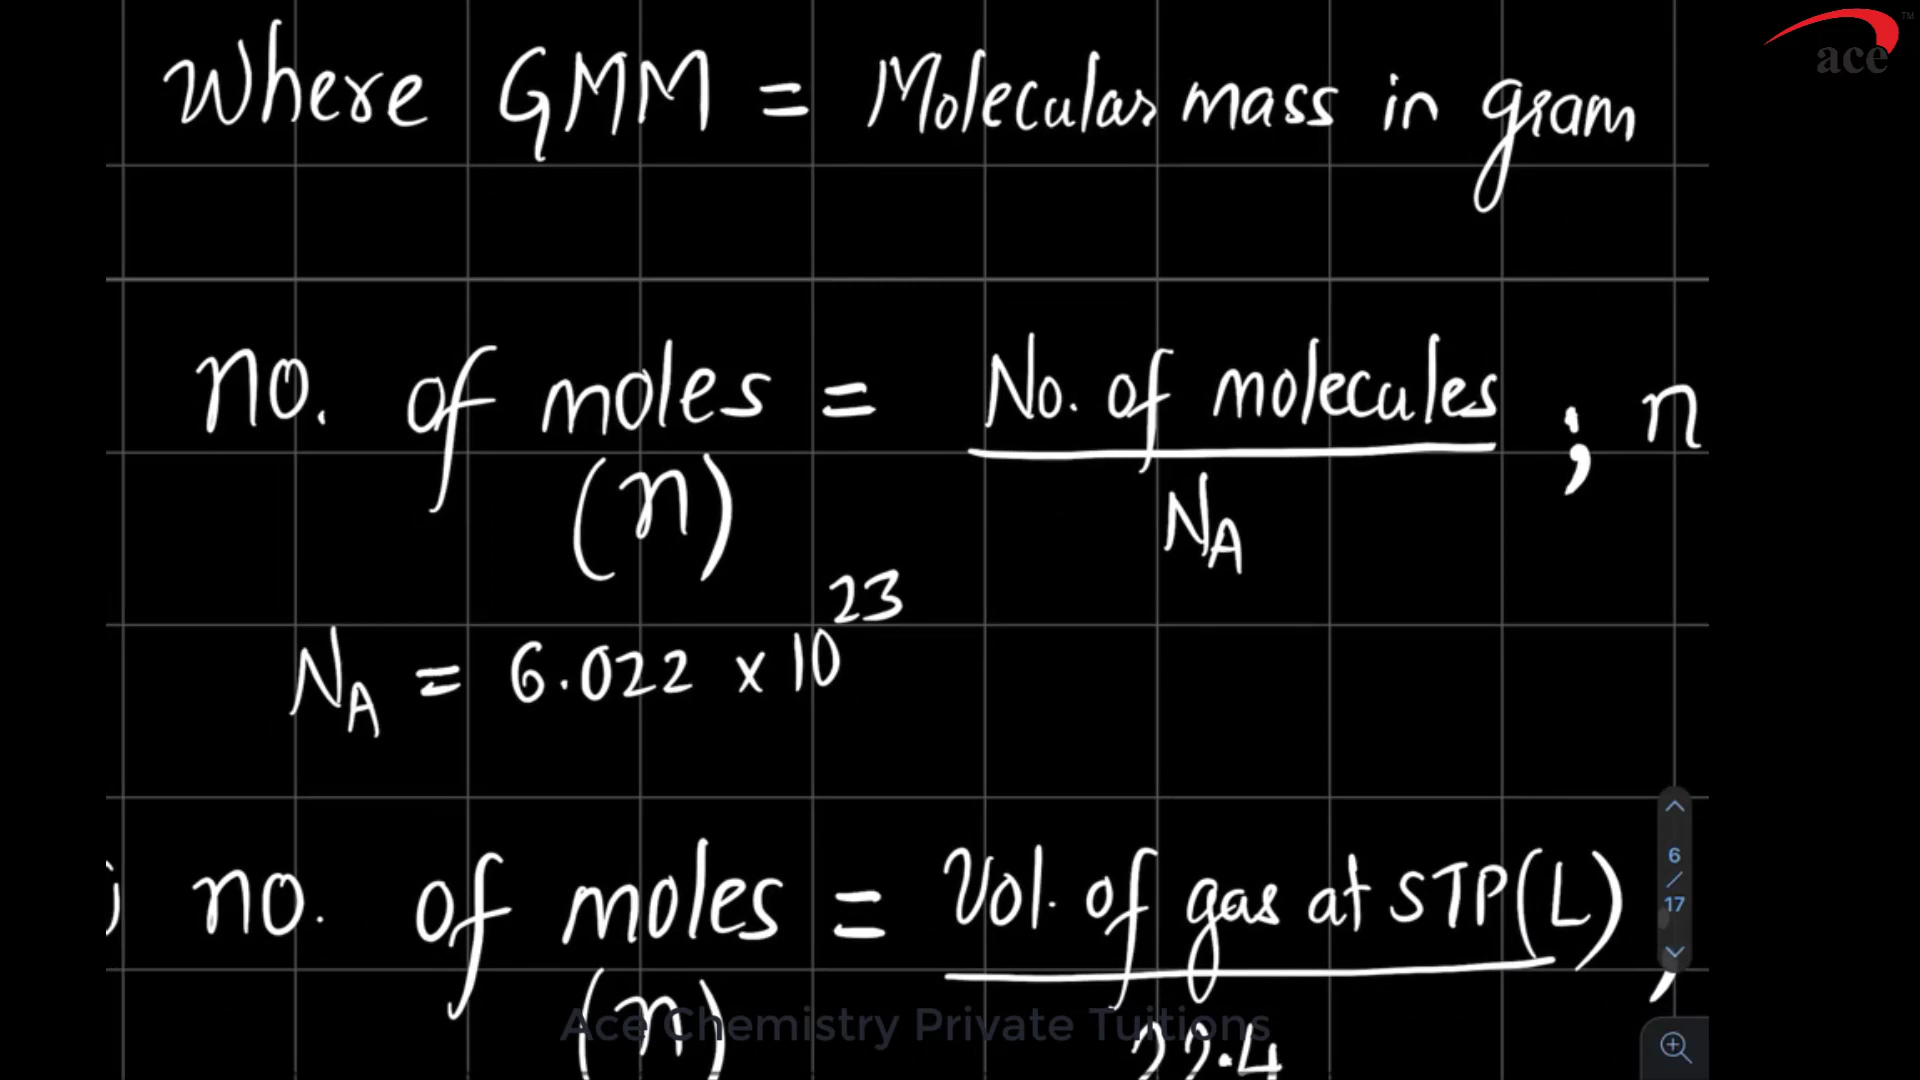 Where GMM = Molecular mass in gram
ace TM
no. of moles = No. of molecules ; n
(n) NA
NA = 6.022 x 10 23
no. of moles = Vol. of gas at STP(L) ,
(n) 22.4
6
/
17
Ace Chemistry Private Tuitions